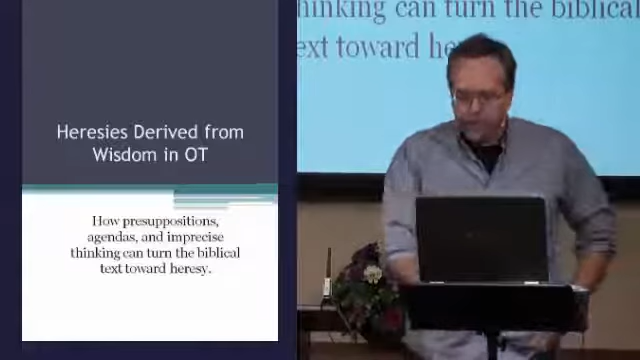 Heresies Derived from
Wisdom in OT
How presuppositions,
agendas, and imprecise
thinking can turn the biblical
text toward heresy.
thinking can turn the biblical
text toward he